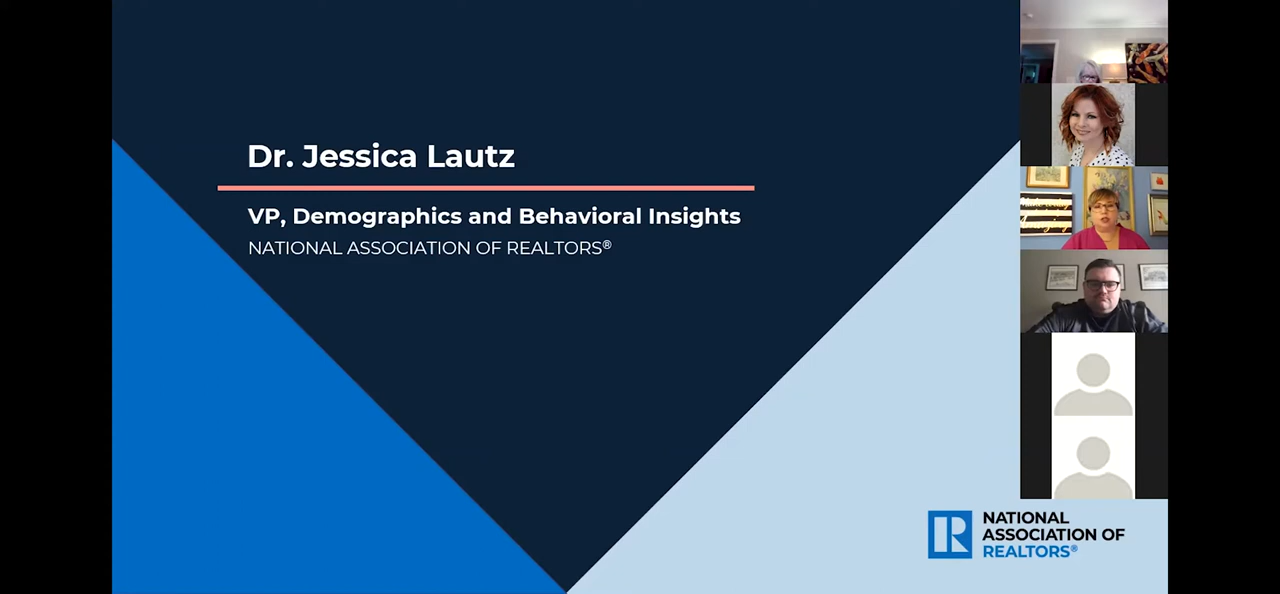 Dr. Jessica Lautz
VP, Demographics and Behavioral Insights
NATIONAL ASSOCIATION OF REALTORS®
NATIONAL
ASSOCIATION OF
REALTORS®